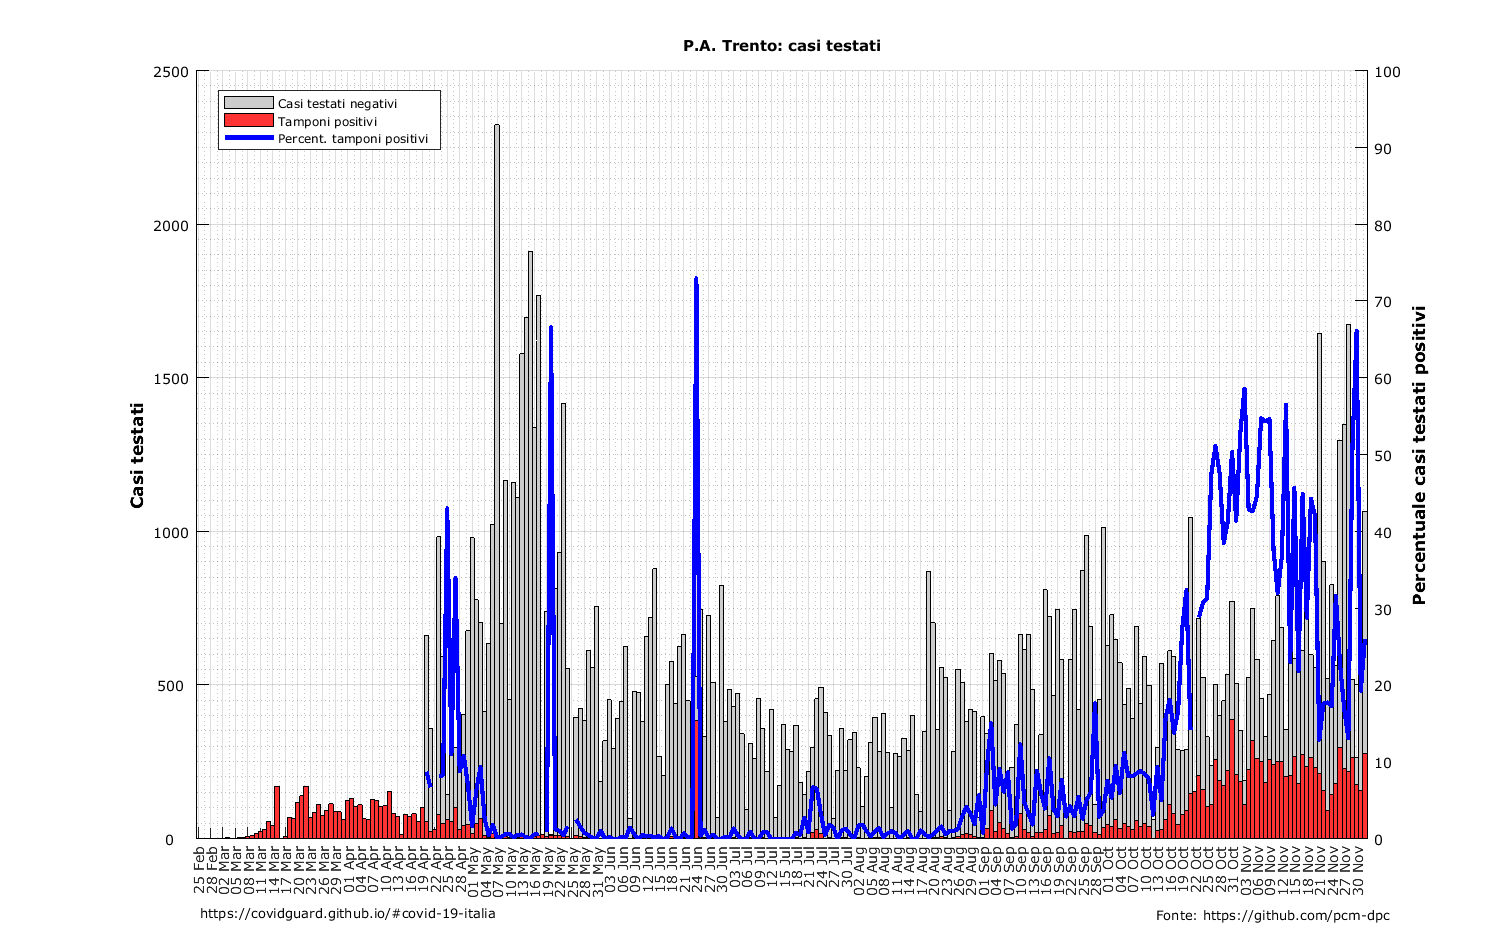 P.A. Trento: casi testati
2500
2000
1500
1000
500
0
Casi testati
Casi testati negativi
Tamponi positivi
Percent. tamponi positivi
100
90
80
70
60
50
40
30
20
10
0
Percentuale casi testati positivi
25 Feb
28 Feb
02 Mar
05 Mar
08 Mar
11 Mar
14 Mar
17 Mar
20 Mar
23 Mar
26 Mar
29 Mar
01 Apr
04 Apr
07 Apr
10 Apr
13 Apr
16 Apr
19 Apr
22 Apr
25 Apr
28 Apr
01 May
04 May
07 May
10 May
13 May
16 May
19 May
22 May
25 May
28 May
31 May
03 Jun
06 Jun
09 Jun
12 Jun
15 Jun
18 Jun
21 Jun
24 Jun
27 Jun
30 Jun
03 Jul
06 Jul
09 Jul
12 Jul
15 Jul
18 Jul
21 Jul
24 Jul
27 Jul
30 Jul
02 Aug
05 Aug
08 Aug
11 Aug
14 Aug
17 Aug
20 Aug
23 Aug
26 Aug
29 Aug
01 Sep
04 Sep
07 Sep
10 Sep
13 Sep
16 Sep
19 Sep
22 Sep
25 Sep
28 Sep
01 Oct
04 Oct
07 Oct
10 Oct
13 Oct
16 Oct
19 Oct
22 Oct
25 Oct
28 Oct
31 Oct
03 Nov
06 Nov
09 Nov
12 Nov
15 Nov
18 Nov
21 Nov
24 Nov
27 Nov
30 Nov
https://covidguard.github.io/#covid-19-italia
Fonte: https://github.com/pcm-dpc